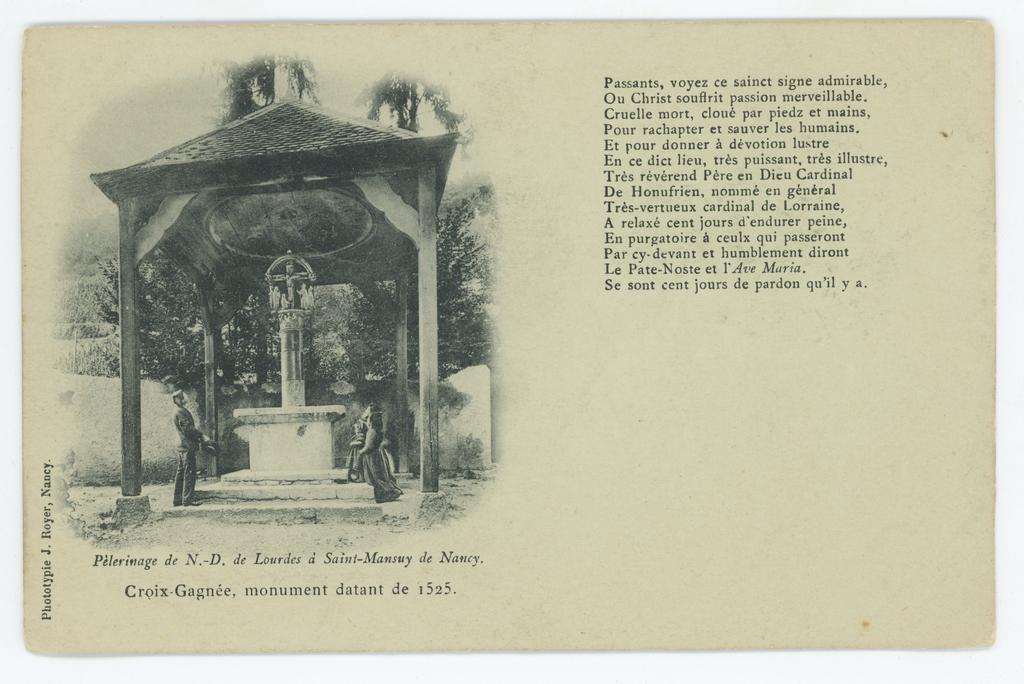 Passants, voyez ce sainct signe admirable,
Ou Christ souffrit passion merveillable.
Cruelle mort, cloué par piedz et mains,
Pour rachapter et sauver les humains.
Et pour donner à dévotion lustre
En ce dict lieu, très puissant, très illustre,
Très révérend Père en Dieu Cardinal
De Honufrien, nommé en général
Très-vertueux cardinal de Lorraine,
A relaxé cent jours d'endurer peine,
En purgatoire à ceulx qui passeront
Par cy-devant et humblement diront
Le Pate-Noste et l'Ave Maria.
Se sont cent jours de pardon qu'il y a.
Pèlerinage de N.-D. de Lourdes à Saint-Mansuy de Nancy.
Croix-Gagnée, monument datant de 1525.
Phototypie J. Royer, Nancy.